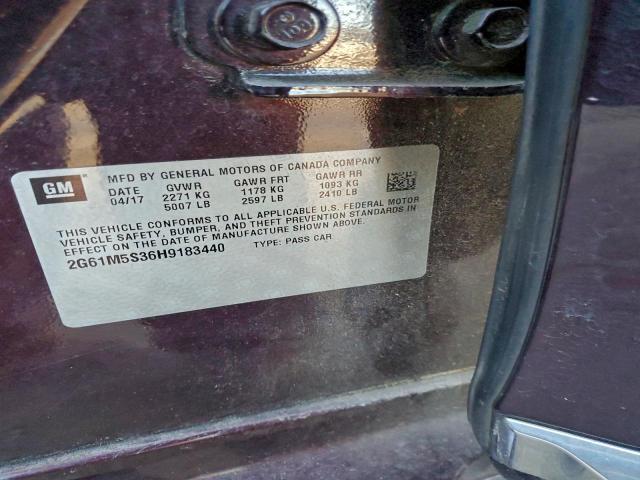 GM
MFD BY GENERAL MOTORS OF CANADA COMPANY
DATE GVWR GAWR FRT GAWR RR
04/17 2271 KG 1178 KG 1093 KG
5007 LB 2597 LB 2410 LB
THIS VEHICLE CONFORMS TO ALL APPLICABLE U.S. FEDERAL MOTOR
VEHICLE SAFETY, BUMPER, AND THEFT PREVENTION STANDARDS IN
EFFECT ON THE DATE OF MANUFACTURE SHOWN ABOVE.
2G61M5S36H9183440 TYPE: PASS CAR